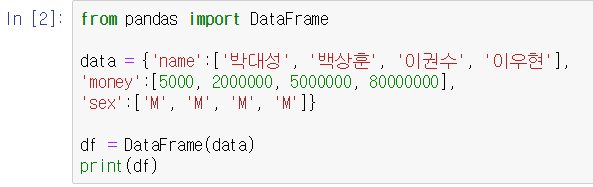 In [2]: from pandas import DataFrame
data = {'name':['박대성', '백상훈', '이권수', '이우현'],
'money':[5000, 2000000, 5000000, 80000000],
'sex':['M', 'M', 'M', 'M']}
df = DataFrame(data)
print(df)